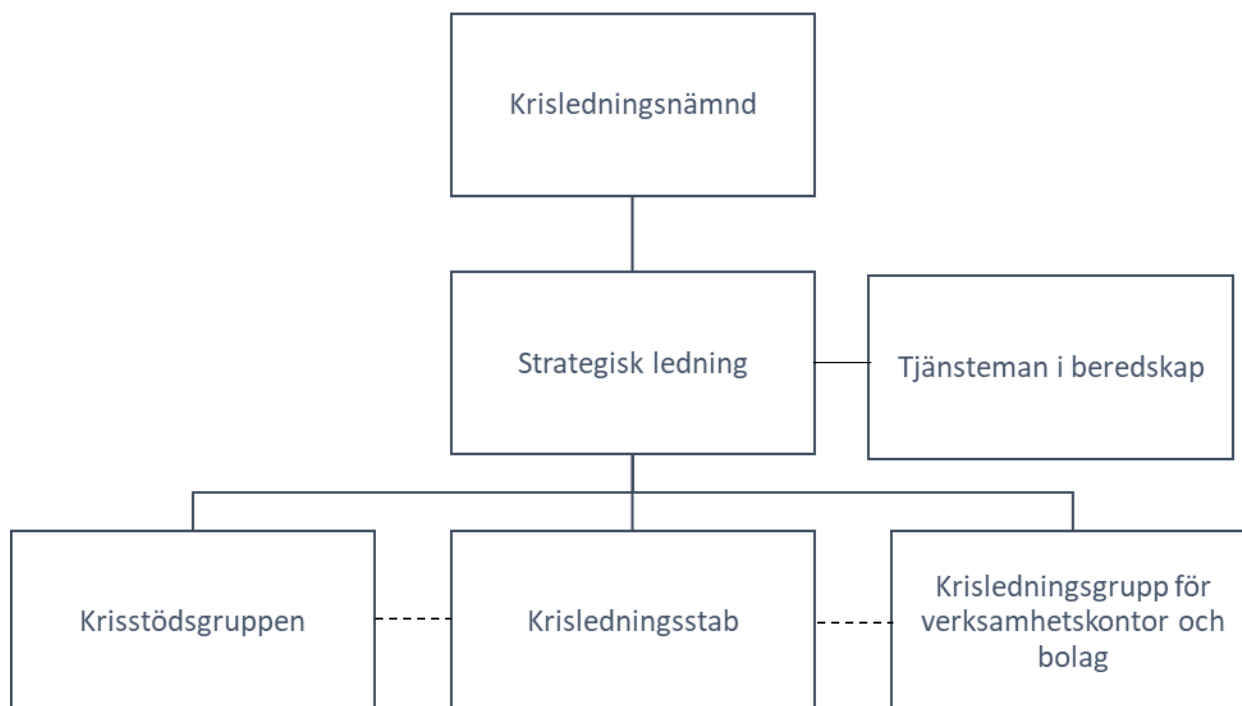 Krisledningsnämnd
Strategisk ledning
Tjänsteman i beredskap
Krisstödsgruppen
Krisledningsstab
Krisledningsgrupp för
verksamhetskontor och
bolag